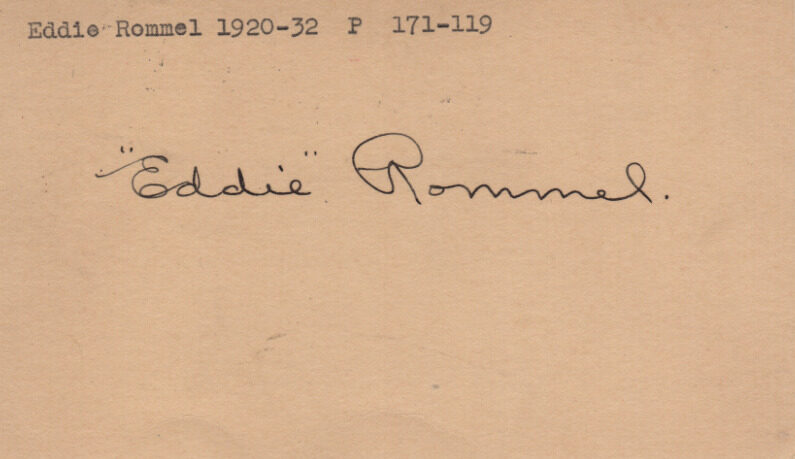 Eddie Rommel 1920-32 P 171-119
"Eddie" Rommel.